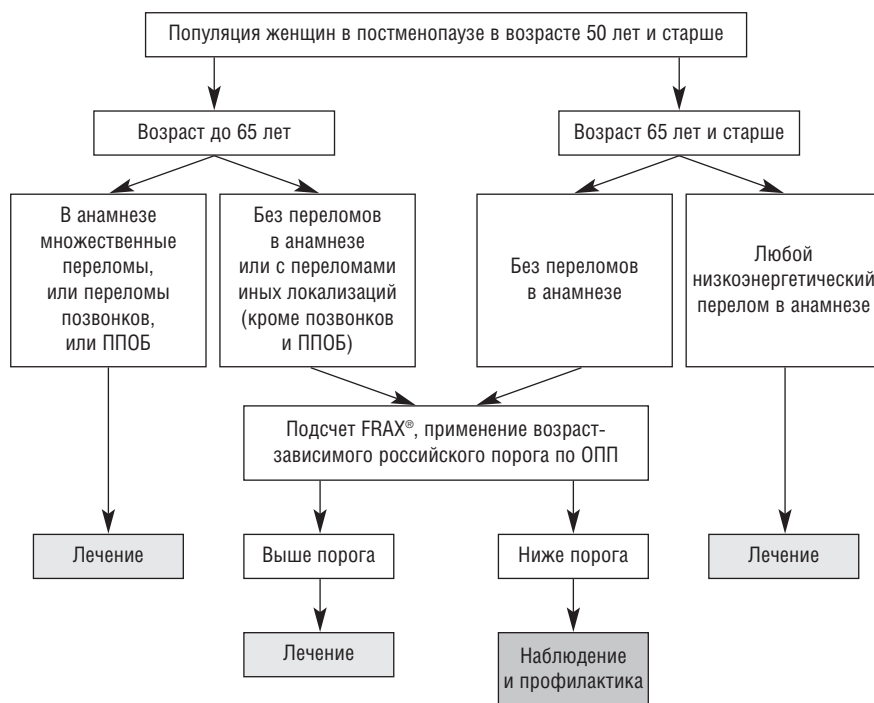 Популяция женщин в постменопаузе в возрасте 50 лет и старше
Возраст до 65 лет
Возраст 65 лет и старше
В анамнезе
множественные
переломы,
или переломы
позвонков,
или ППОБ
Без переломов
в анамнезе
или с переломами
иных локализаций
(кроме позвонков
и ППОБ)
Без переломов
в анамнезе
Любой
низкоэнергетический
перелом в анамнезе
Подсчет FRAX®, применение возраст-
зависимого российского порога по ОПП
Лечение
Выше порога
Ниже порога
Лечение
Лечение
Наблюдение
и профилактика